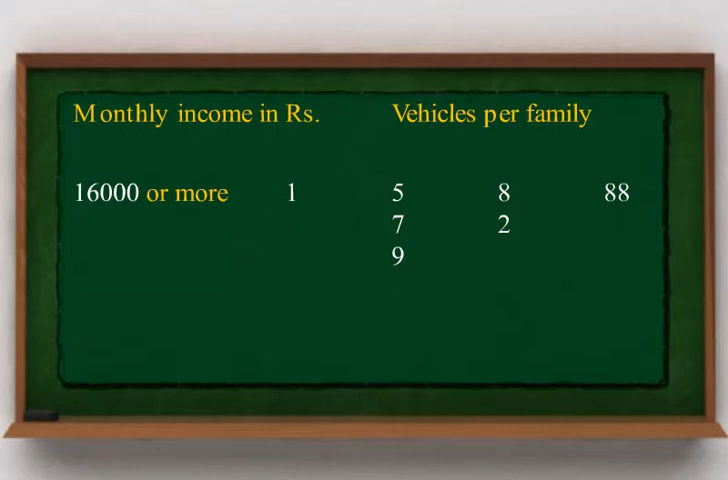 Monthly income in Rs. Vehicles per family
16000 or more 1 5 8 88
7 2
9